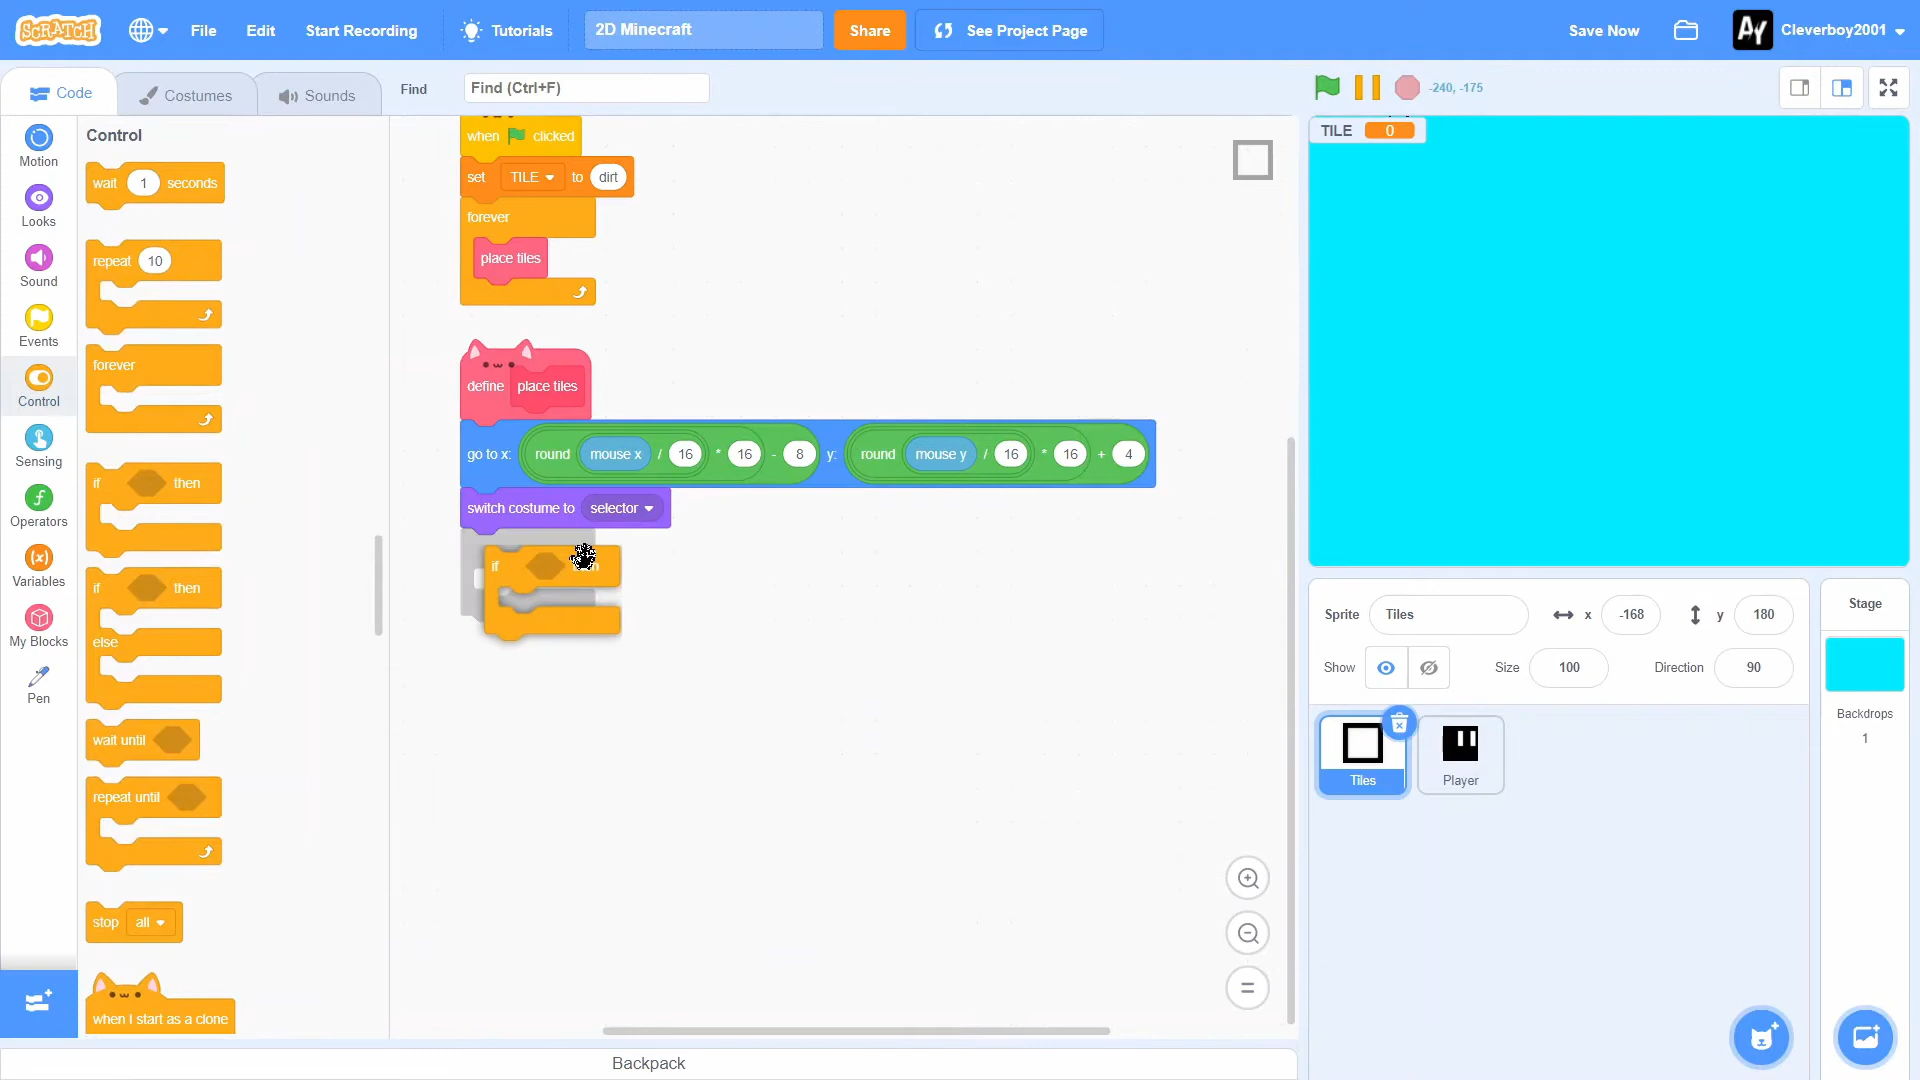 SCRATCH File Edit Start Recording Tutorials 2D Minecraft Share See Project Page Save Now Ay Cleverboy2001
Code Costumes Sounds Find Find (Ctrl+F) -240, -175
Motion
Looks
Sound
Events
Control
Sensing
Operators
Variables
My Blocks
Pen
Control
wait 1 seconds
repeat 10
forever
if then
if then
else
wait until
repeat until
stop all
when I start as a clone
when clicked
set TILE to dirt
forever
place tiles
define place tiles
go to x: round mouse x / 16 * 16 - 8 y: round mouse y / 16 * 16 + 4
switch costume to selector
if
TILE 0
Sprite Tiles x -168 y 180
Show Size 100 Direction 90
Tiles
Player
Stage
Backdrops
1
Backpack